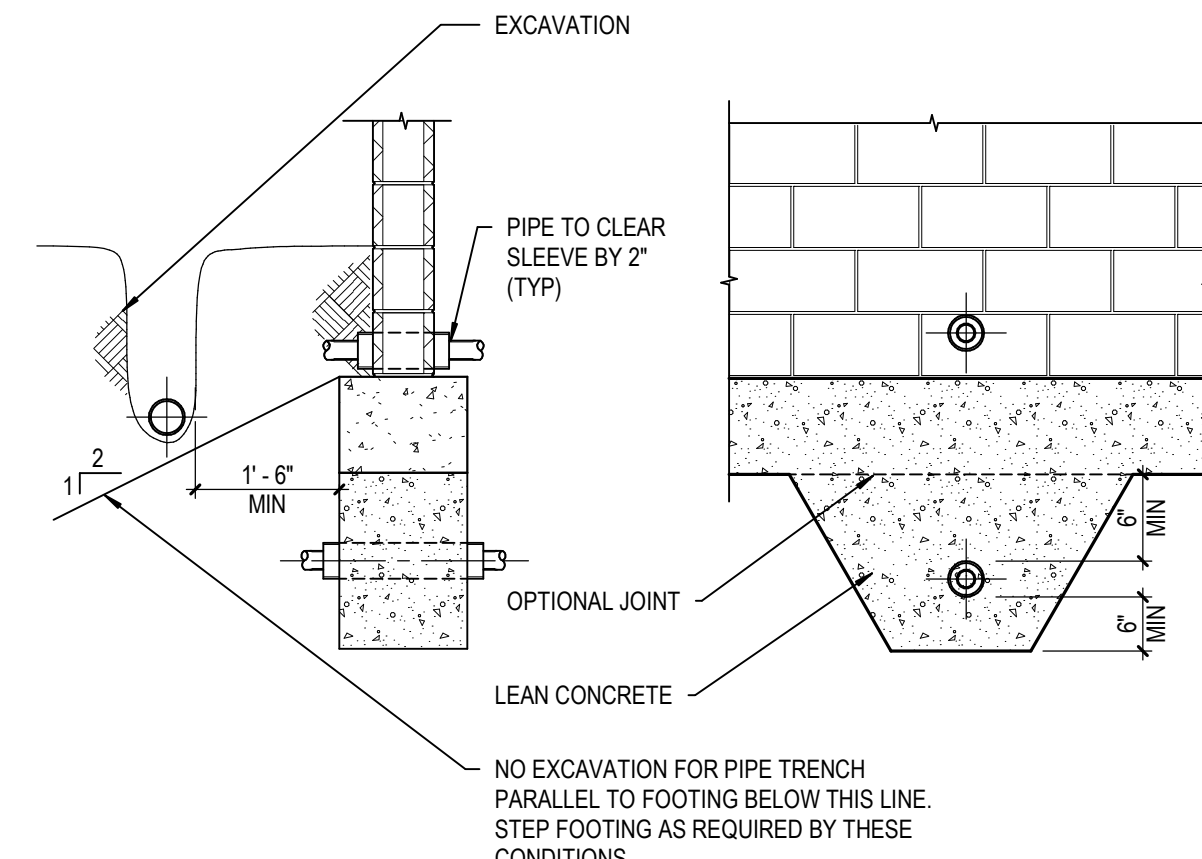 EXCAVATION
PIPE TO CLEAR
SLEEVE BY 2"
(TYP)
2
1
1' - 6"
MIN
6"
MIN
6"
MIN
OPTIONAL JOINT
LEAN CONCRETE
NO EXCAVATION FOR PIPE TRENCH
PARALLEL TO FOOTING BELOW THIS LINE.
STEP FOOTING AS REQUIRED BY THESE
CONDITIONS